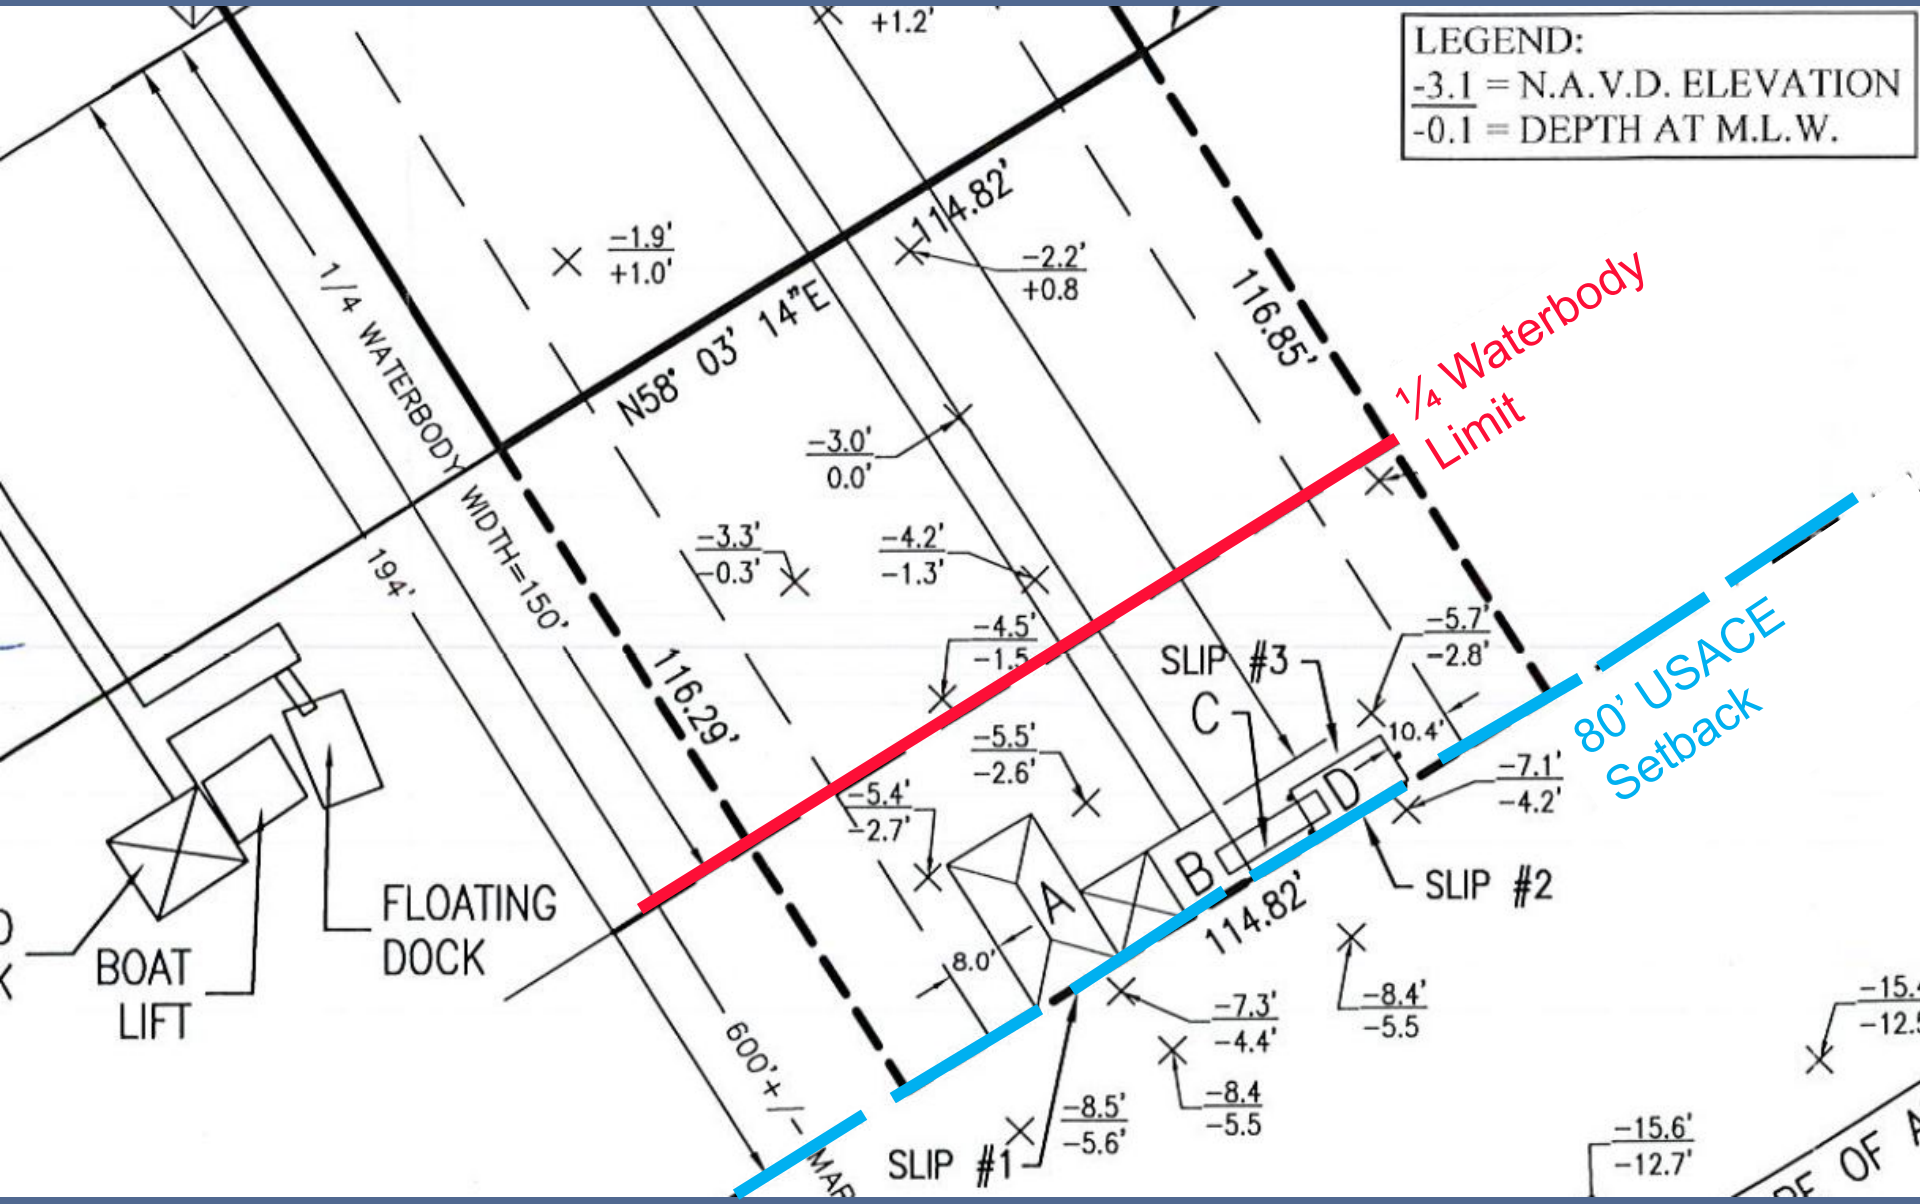 +1.2'
LEGEND:
-3.1 = N.A.V.D. ELEVATION
-0.1 = DEPTH AT M.L.W.
114.82'
-1.9'
+1.0'
-2.2'
+0.8
1/4 WATERBODY
WIDTH=150'
N58° 03' 14"E
116.85'
¼ Waterbody
Limit
-3.0'
0.0'
-3.3'
-0.3'
-4.2'
-1.3'
194'
-4.5'
-1.5
SLIP #3
C
-5.7'
-2.8'
116.29'
80' USACE
Setback
-5.5'
-2.6'
10.4'
-7.1'
-4.2'
-5.4'
-2.7'
D
B
A
SLIP #2
114.82'
FLOATING
DOCK
BOAT
LIFT
8.0'
-7.3'
-4.4'
-8.4'
-5.5
-15.4
-12.5
600'+/-
-8.4
-5.5
-8.5'
-5.6'
SLIP #1
-15.6'
-12.7'
OF